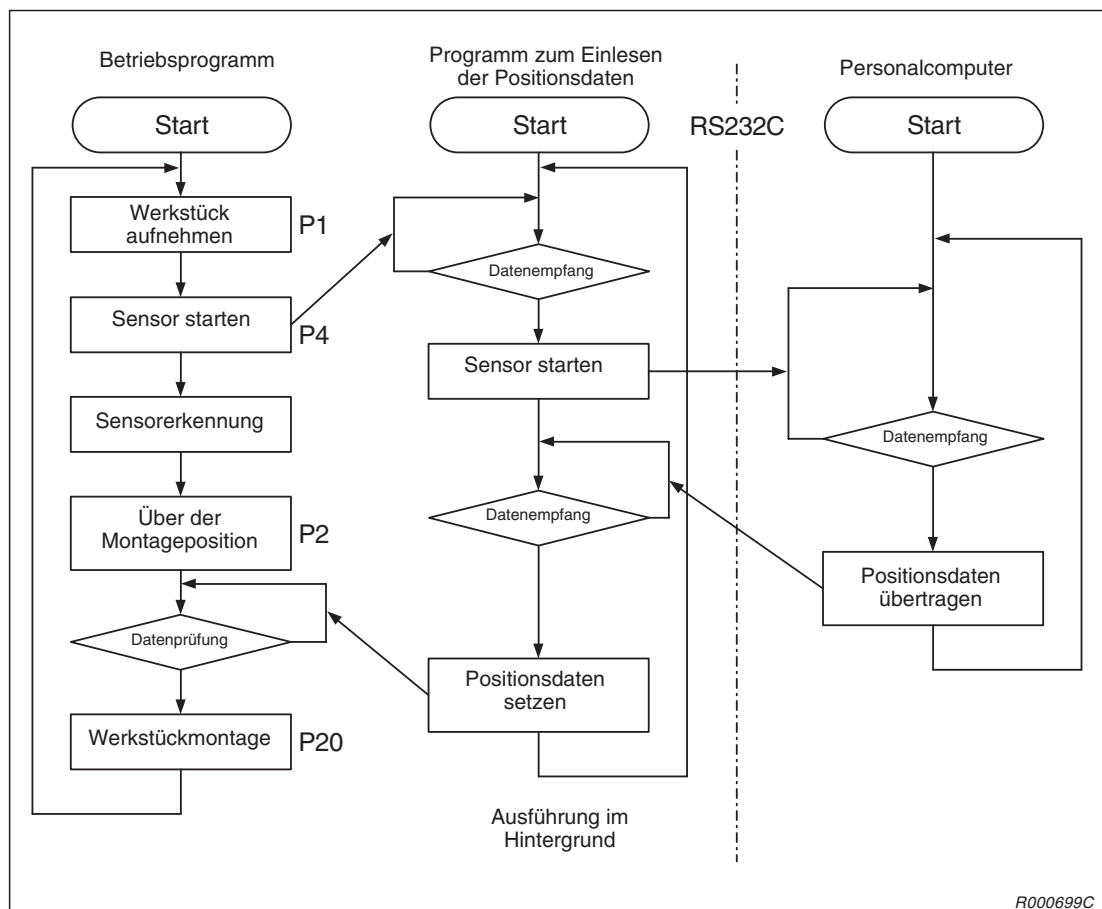 Betriebsprogramm
Start
Werkstück
aufnehmen
P1
Sensor starten
P4
Sensorerkennung
Über der
Montageposition
P2
Datenprüfung
Werkstückmontage
P20
Programm zum Einlesen
der Positionsdaten
Start
Datenempfang
Sensor starten
Datenempfang
Positionsdaten
setzen
Ausführung im
Hintergrund
RS232C
Personalcomputer
Start
Datenempfang
Positionsdaten
übertragen
R000699C